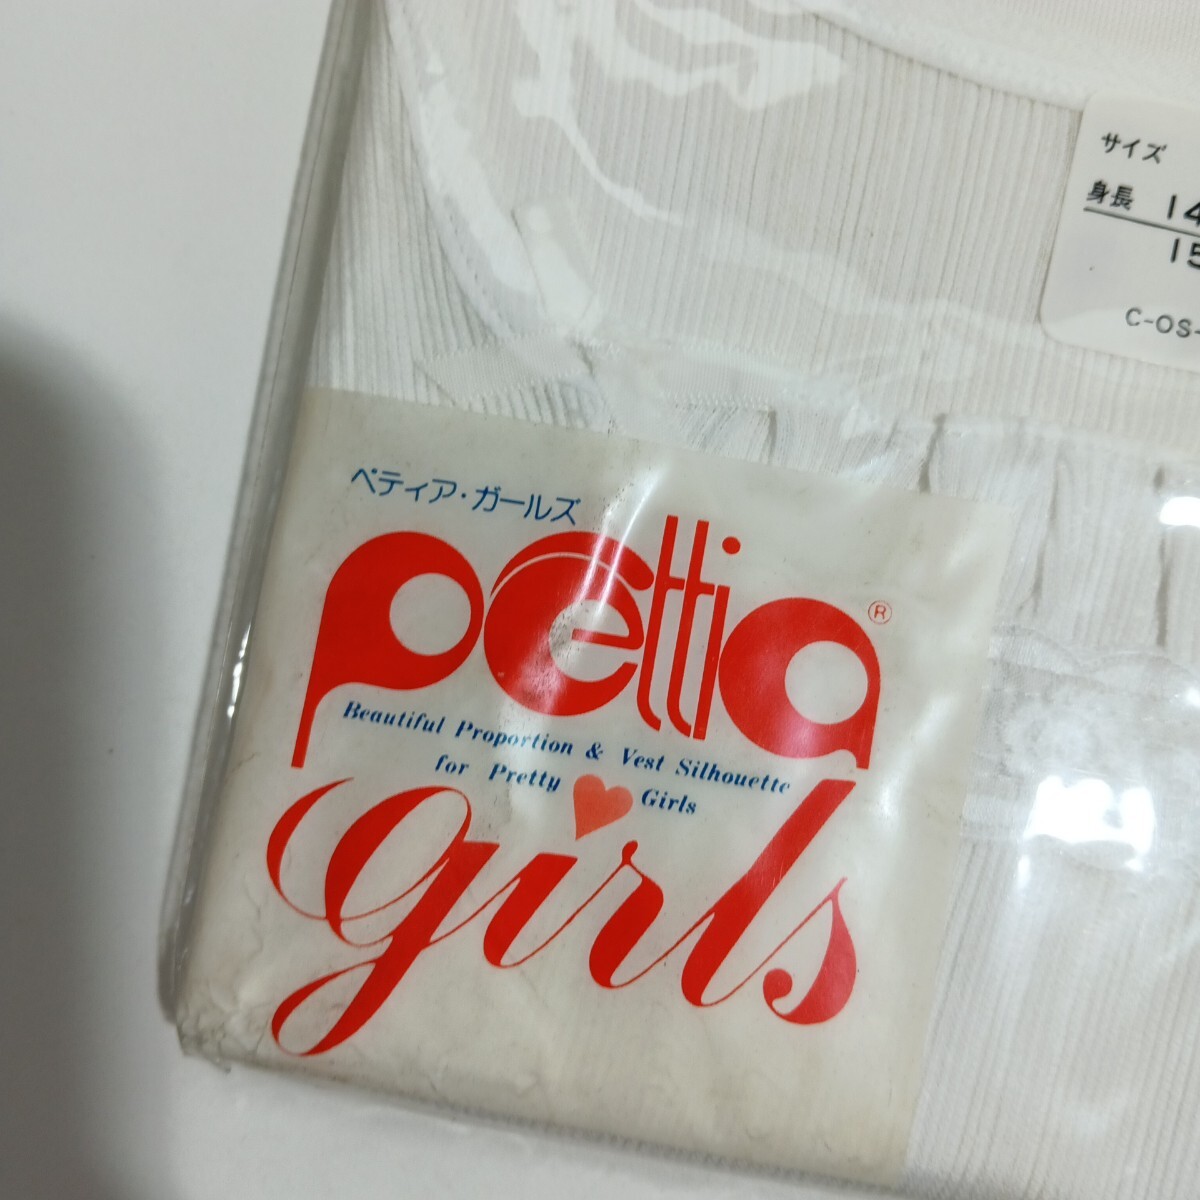 サイズ
身長 14
15
C-OS-
ペティア・ガールズ
pettia®
Beautiful Proportion & Vest Silhouette
for Pretty Girls
girls